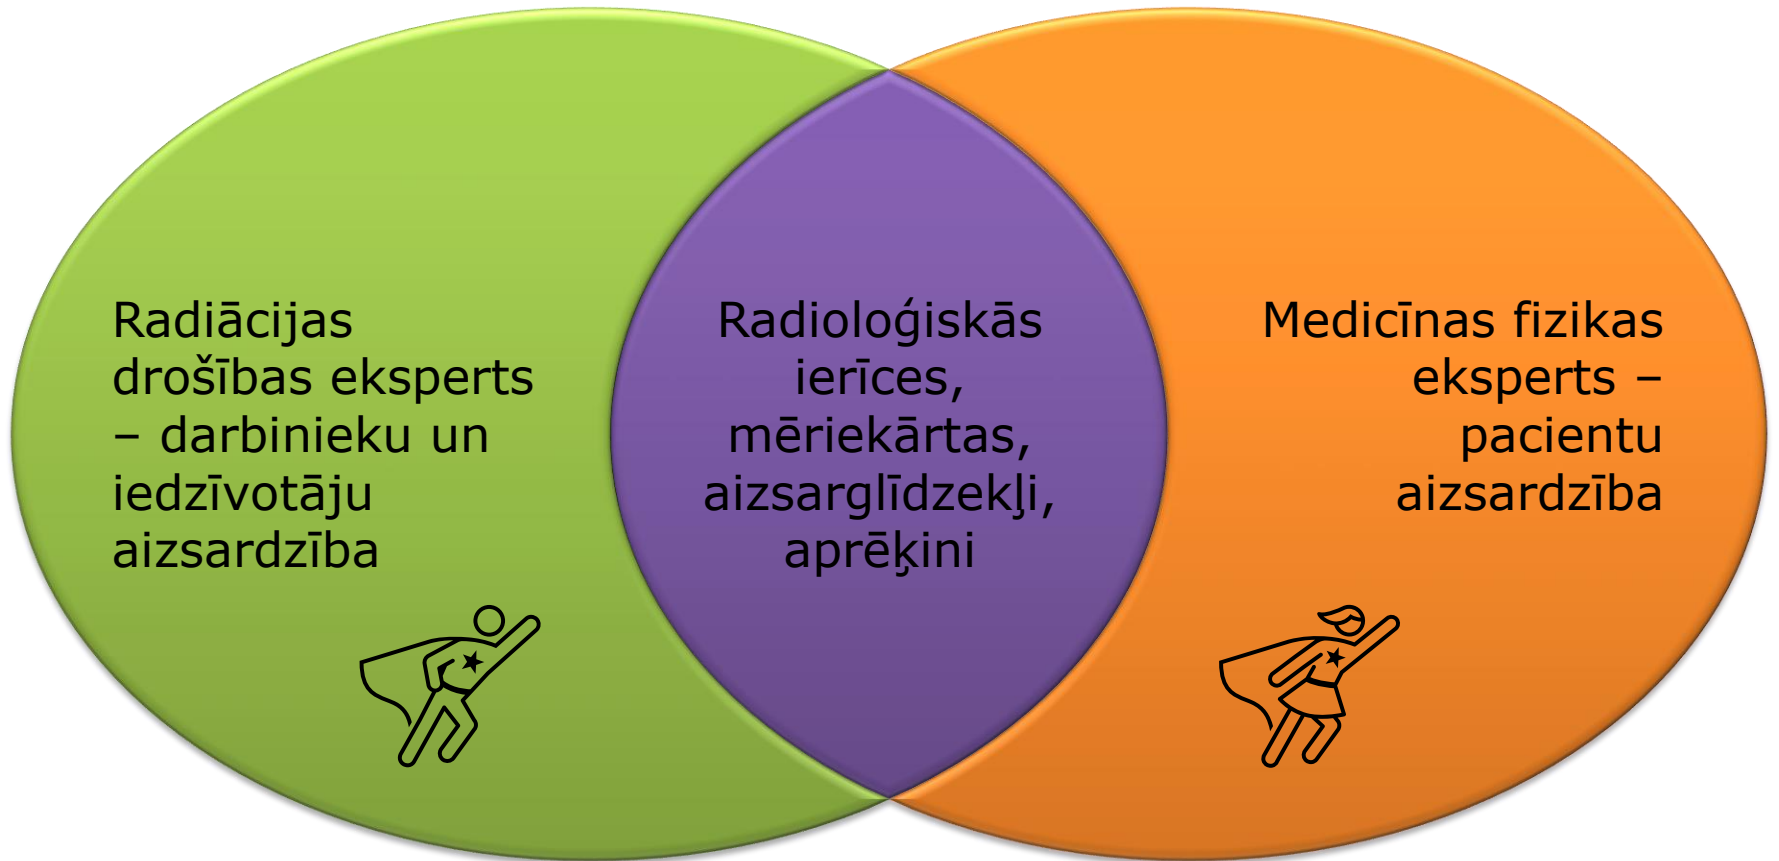 Radiācijas
drošības eksperts
– darbinieku un
iedzīvotāju
aizsardzība
Radioloģiskās
ierīces,
mēriekārtas,
aizsarglīdzekļi,
aprēķini
Medicīnas fizikas
eksperts –
pacientu
aizsardzība